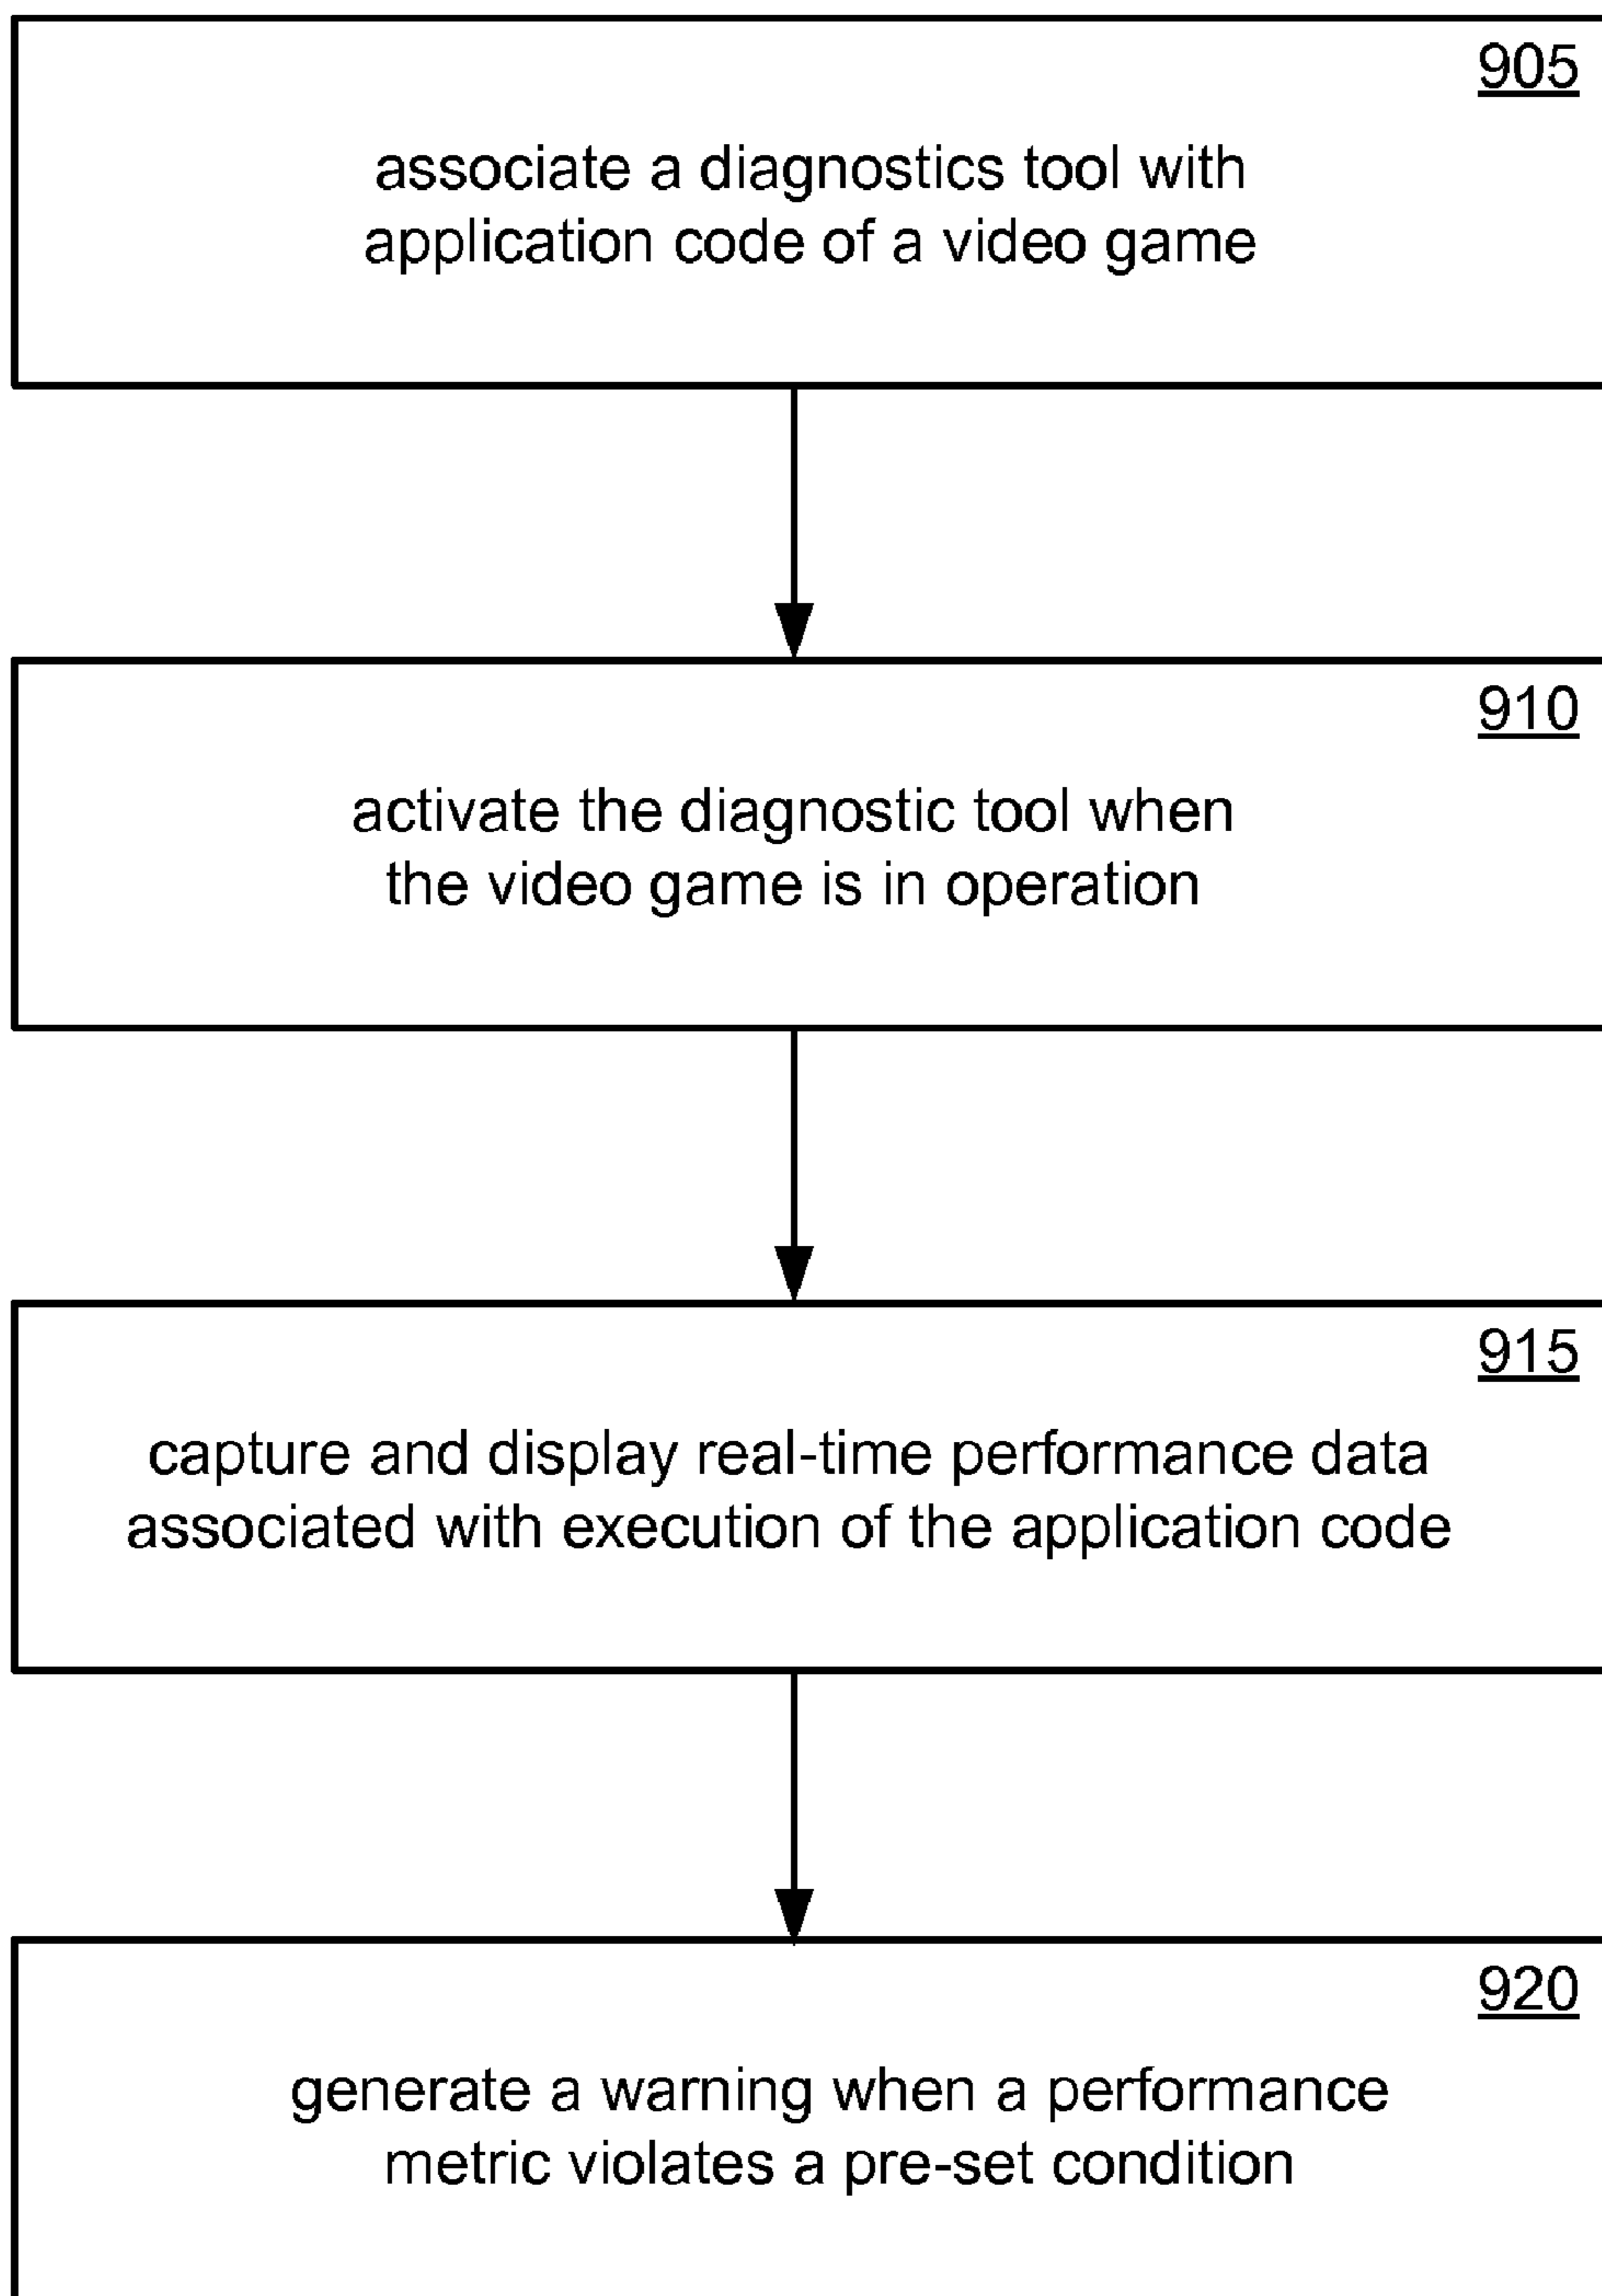 905
associate a diagnostics tool with
application code of a video game
910
activate the diagnostic tool when
the video game is in operation
915
capture and display real-time performance data
associated with execution of the application code
920
generate a warning when a performance
metric violates a pre-set condition